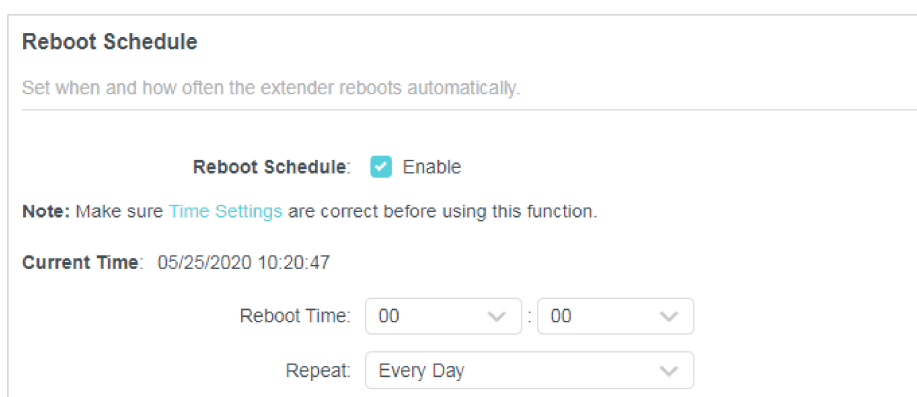 Reboot Schedule
Set when and how often the extender reboots automatically.
Reboot Schedule: Enable
Note: Make sure Time Settings are correct before using this function.
Current Time: 05/25/2020 10:20:47
Reboot Time: 00 : 00
Repeat: Every Day